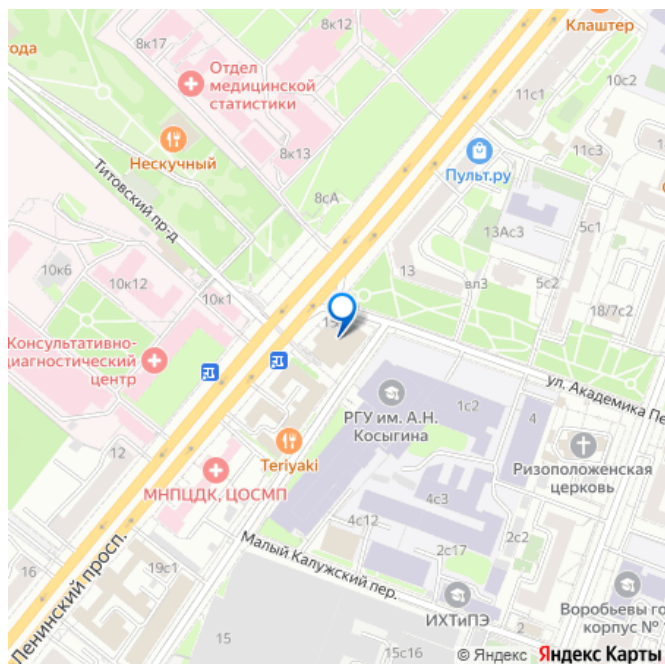 8к12
Клаштер
8к17
года
Отдел
медицинской
статистики
10с2
11с1
Нескучный
8к13
11с3
Пульт.ру
Титовский пр-д
8сА
5с1
13Ас3
10к6
10к12
13
вл3
5с2
10к1
18/7с2
Консультативно-
диагностический
центр
ул. Академика Пе
РГУ им. А.Н.
Косыгина
1с2
4
Teriyaki
Ризоположенская
церковь
12
МНПЦДК, ЦОСМП
4с3
4с12
2с2
Малый Калужский пер.
2с17
Ленинский просп.
16
19с1
ИХТиПЭ
Воробьевы го
корпус № 1
15
2
15с16
© Яндекс Яндекс Карты